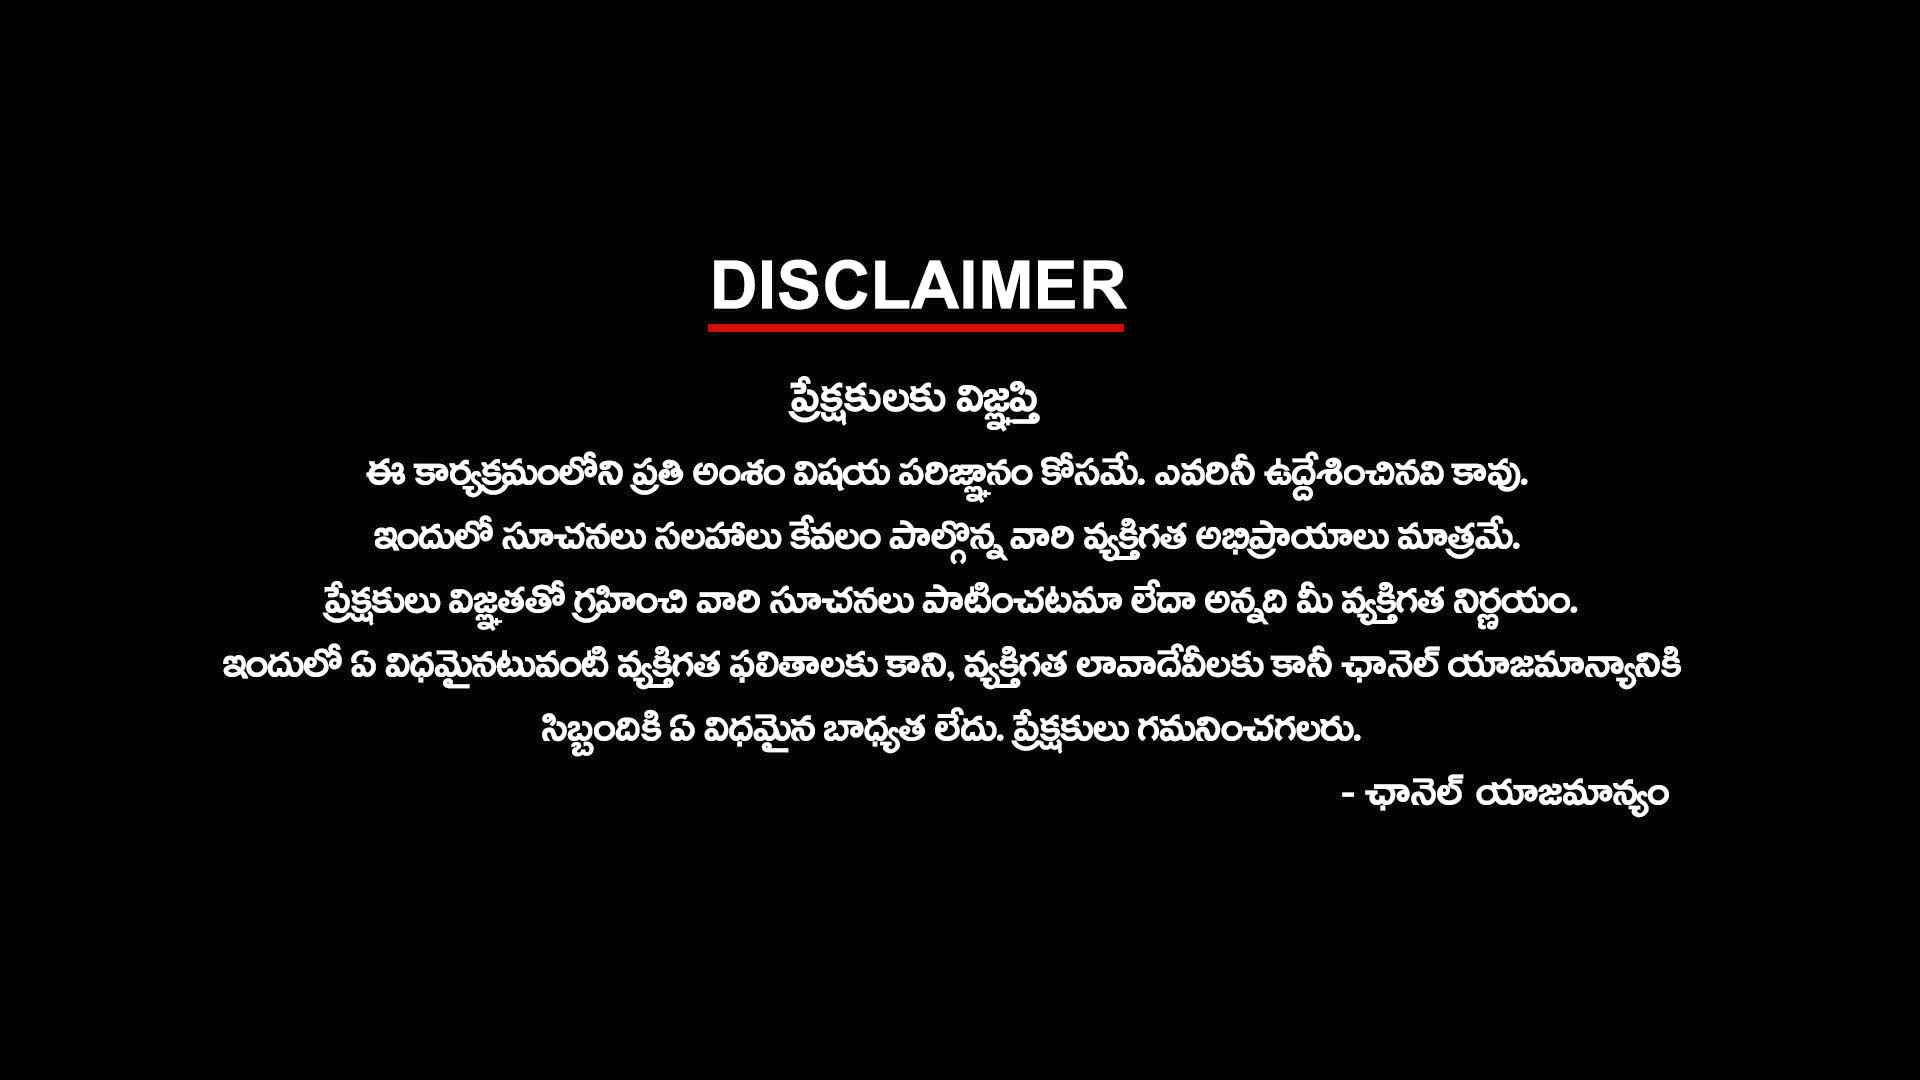 DISCLAIMER
ప్రేక్షకులకు విజ్ఞప్తి
ఈ కార్యక్రమంలోని ప్రతి అంశం విషయ పరిజ్ఞానం కోసమే. ఎవరినీ ఉద్దేశించినవి కావు.
ఇందులో సూచనలు సలహాలు కేవలం పాల్గొన్న వారి వ్యక్తిగత అభిప్రాయాలు మాత్రమే.
ప్రేక్షకులు విజ్ఞతతో గ్రహించి వారి సూచనలు పాటించటమా లేదా అన్నది మీ వ్యక్తిగత నిర్ణయం.
ఇందులో ఏ విధమైనటువంటి వ్యక్తిగత ఫలితాలకు కాని, వ్యక్తిగత లావాదేవీలకు కానీ ఛానెల్ యాజమాన్యానికి
సిబ్బందికి ఏ విధమైన బాధ్యత లేదు. ప్రేక్షకులు గమనించగలరు.
- ఛానెల్ యాజమాన్యం